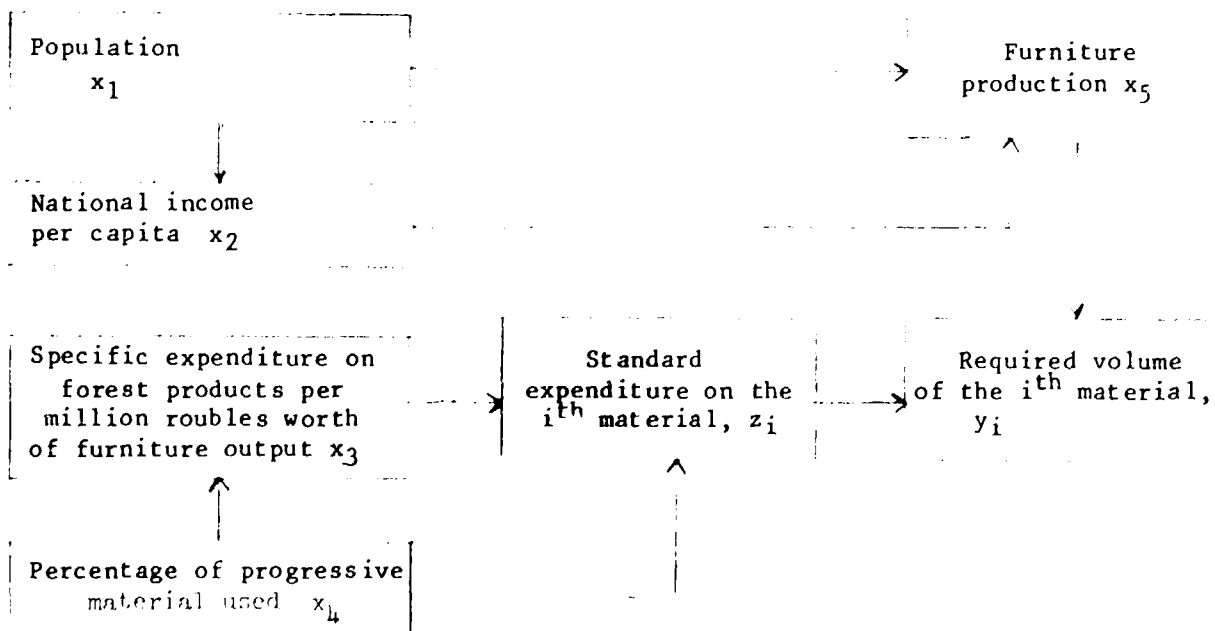 Population
x1
Furniture
production x5
National income
per capita x2
Specific expenditure on
forest products per
million roubles worth
of furniture output x3
Standard
expenditure on the
ith material, zi
Required volume
of the ith material,
yi
Percentage of progressive
material used x4